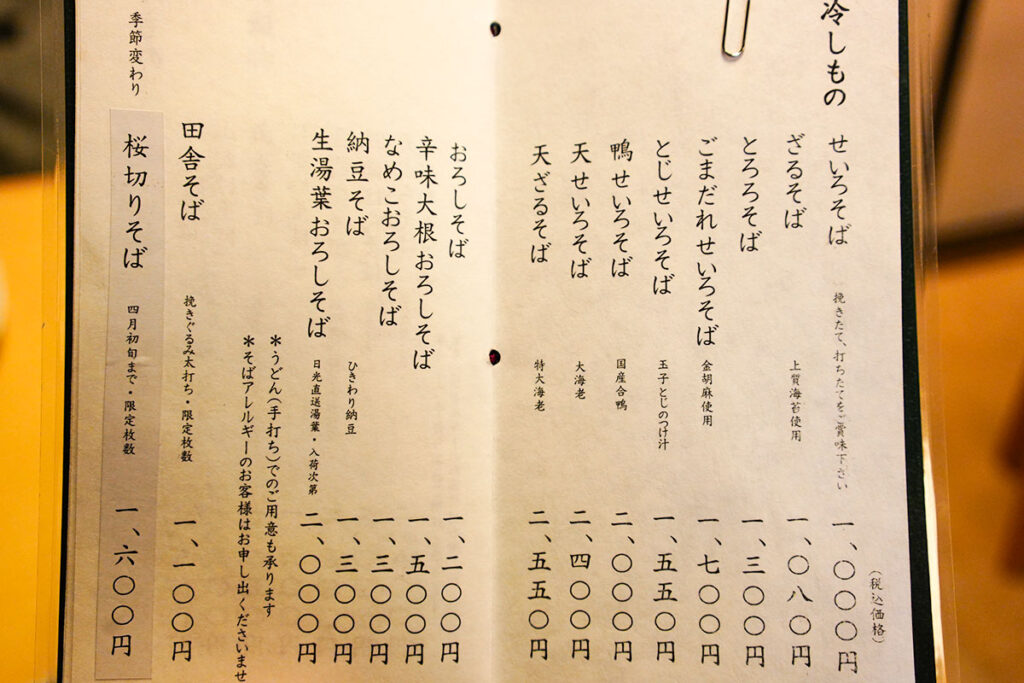 冷しもの
(税込価格)
せいろそば 挽きたて、打ちたてをご賞味下さい 一、〇〇〇円
ざるそば 上質海苔使用 一、〇八〇円
とろろそば 一、三〇〇円
ごまだれせいろそば 金胡麻使用 一、七〇〇円
とじせいろそば 玉子とじのつけ汁 一、五五〇円
鴨せいろそば 国産合鴨 二、〇〇〇円
天せいろそば 大海老 二、四〇〇円
天ざるそば 特大海老 二、五五〇円
おろしそば 一、二〇〇円
辛味大根おろしそば 一、五〇〇円
なめこおろしそば 一、三〇〇円
納豆そば ひきわり納豆 一、三〇〇円
生湯葉おろしそば 日光直送湯葉・入荷次第 二、〇〇〇円
＊うどん(手打ち)でのご用意も承ります
＊そばアレルギーのお客様はお申し出くださいませ
田舎そば 挽きぐるみ太打ち・限定枚数 一、一〇〇円
季節変わり
桜切りそば 四月初旬まで・限定枚数 一、六〇〇円